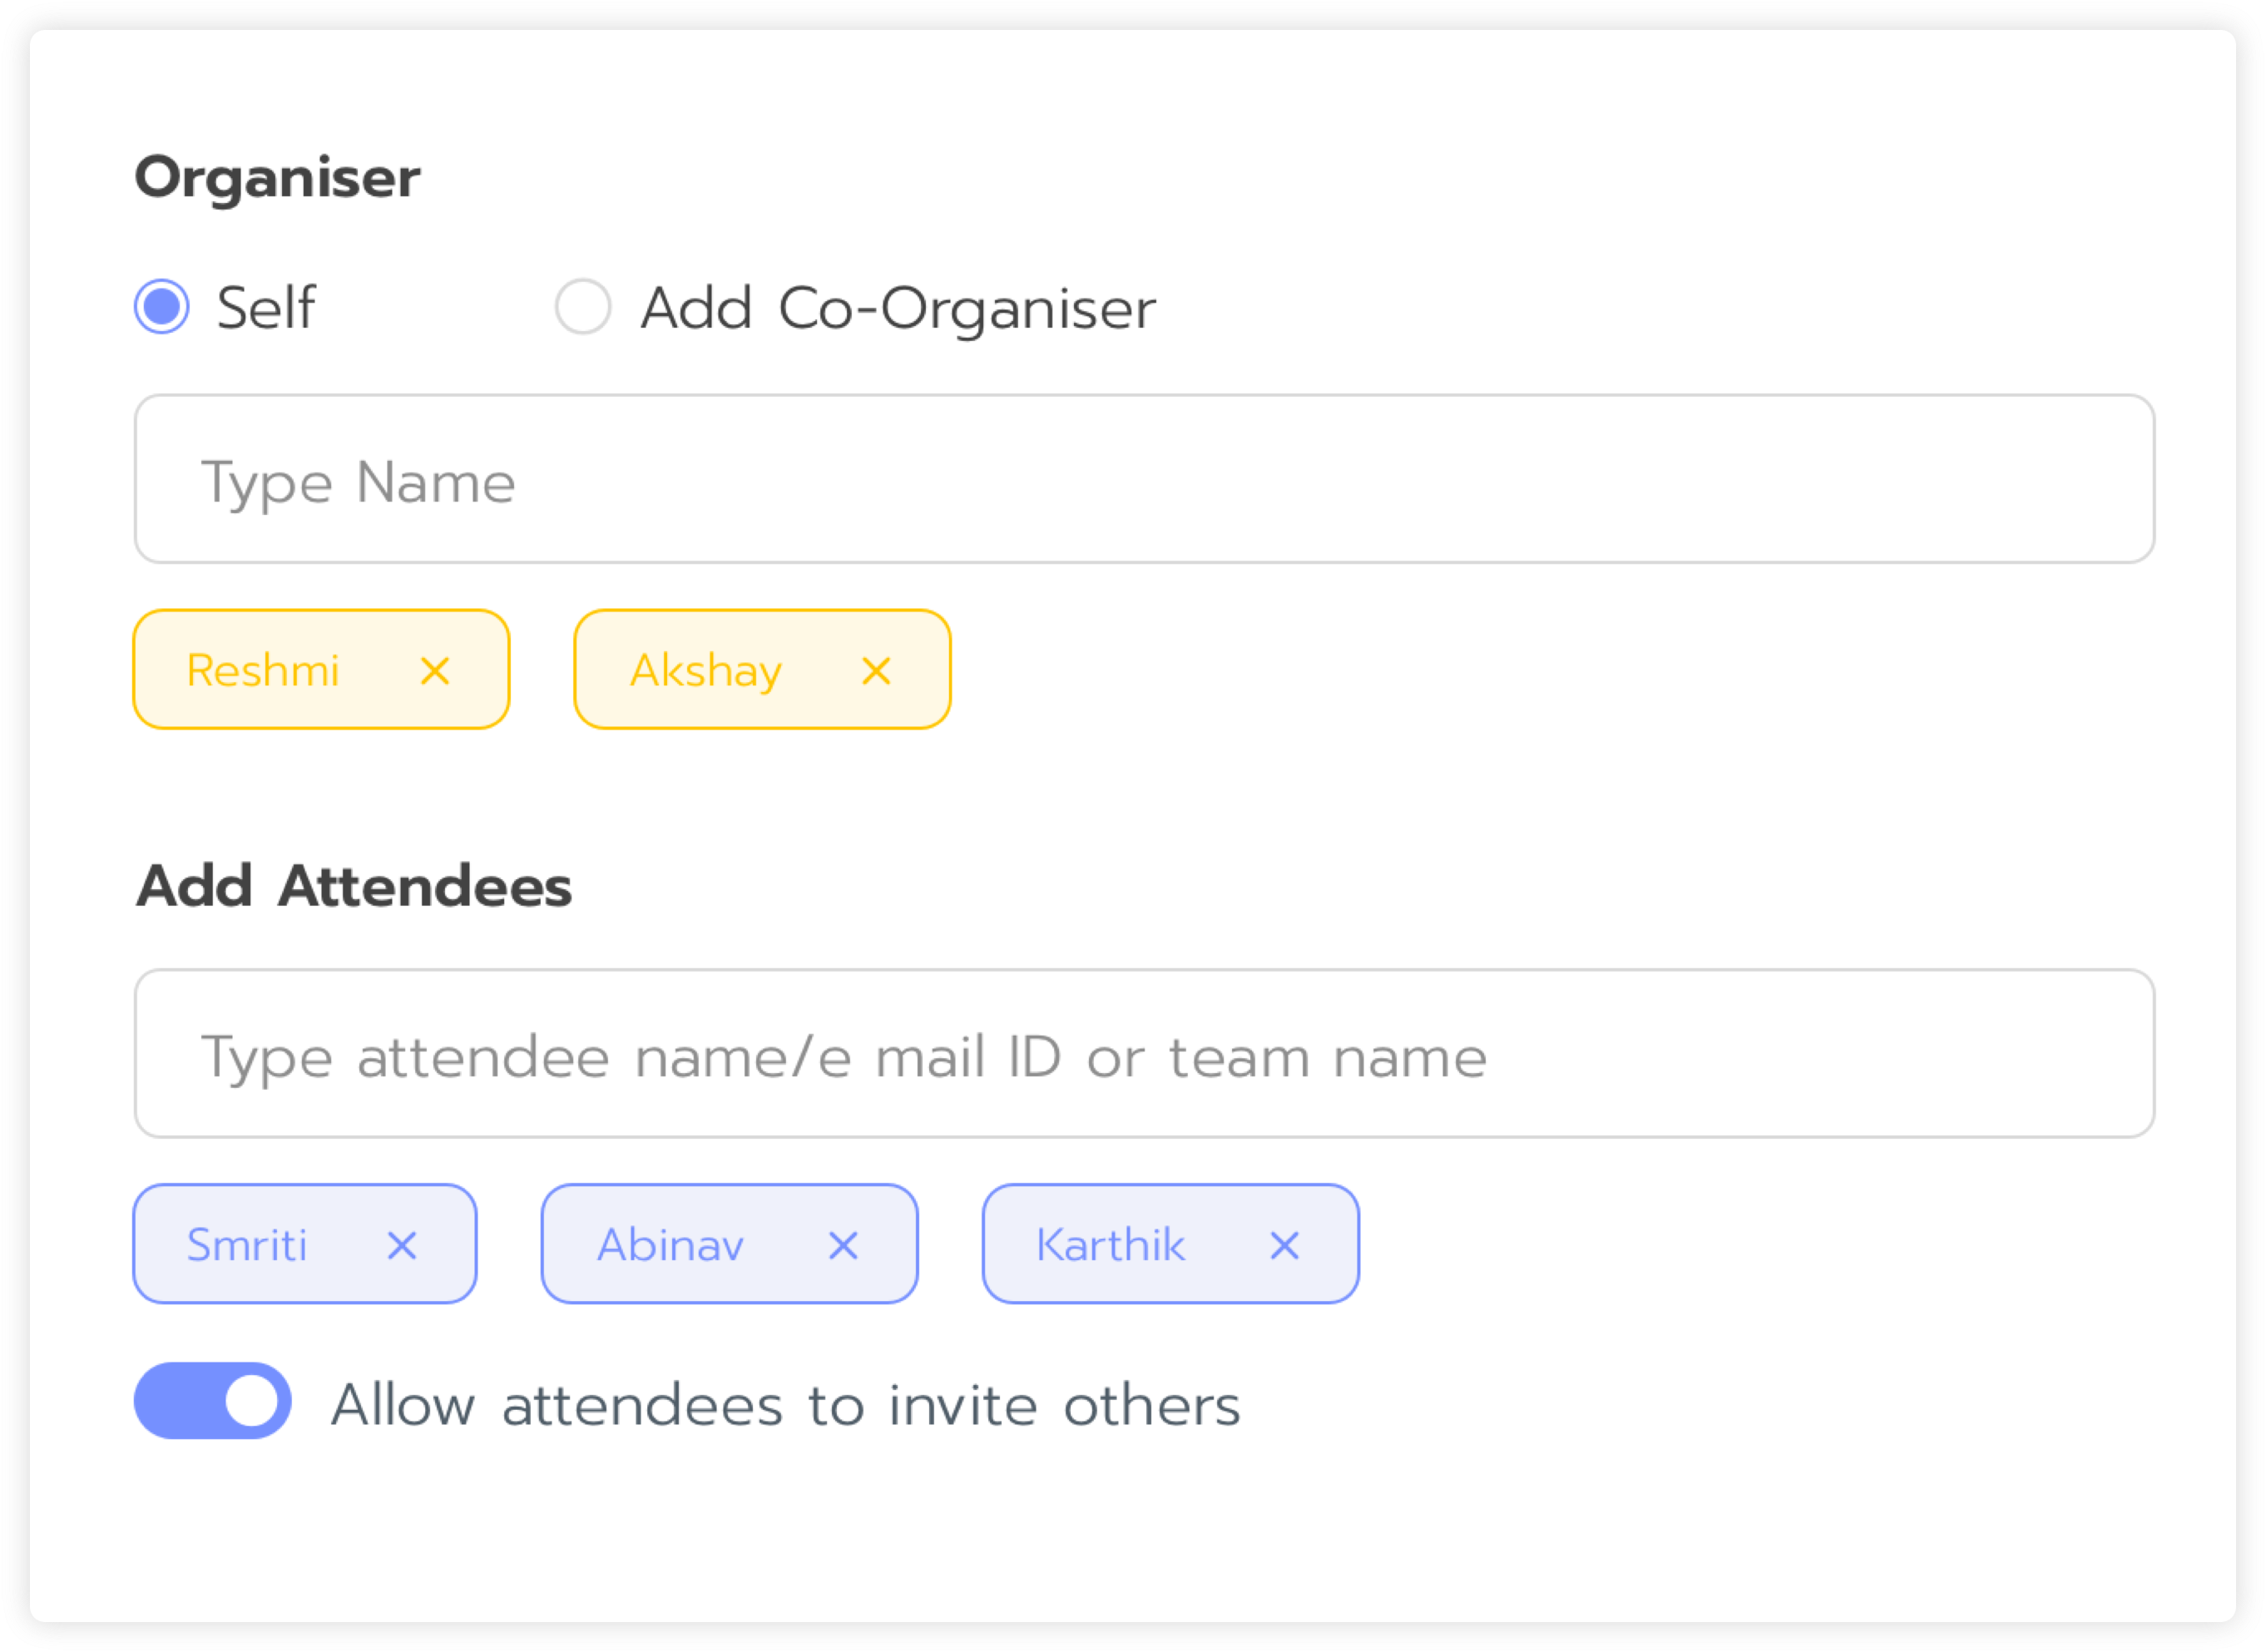 Organiser
Self Add Co-Organiser
Type Name
Reshmi Akshay
Add Attendees
Type attendee name/e mail ID or team name
Smriti Abinav Karthik
Allow attendees to invite others